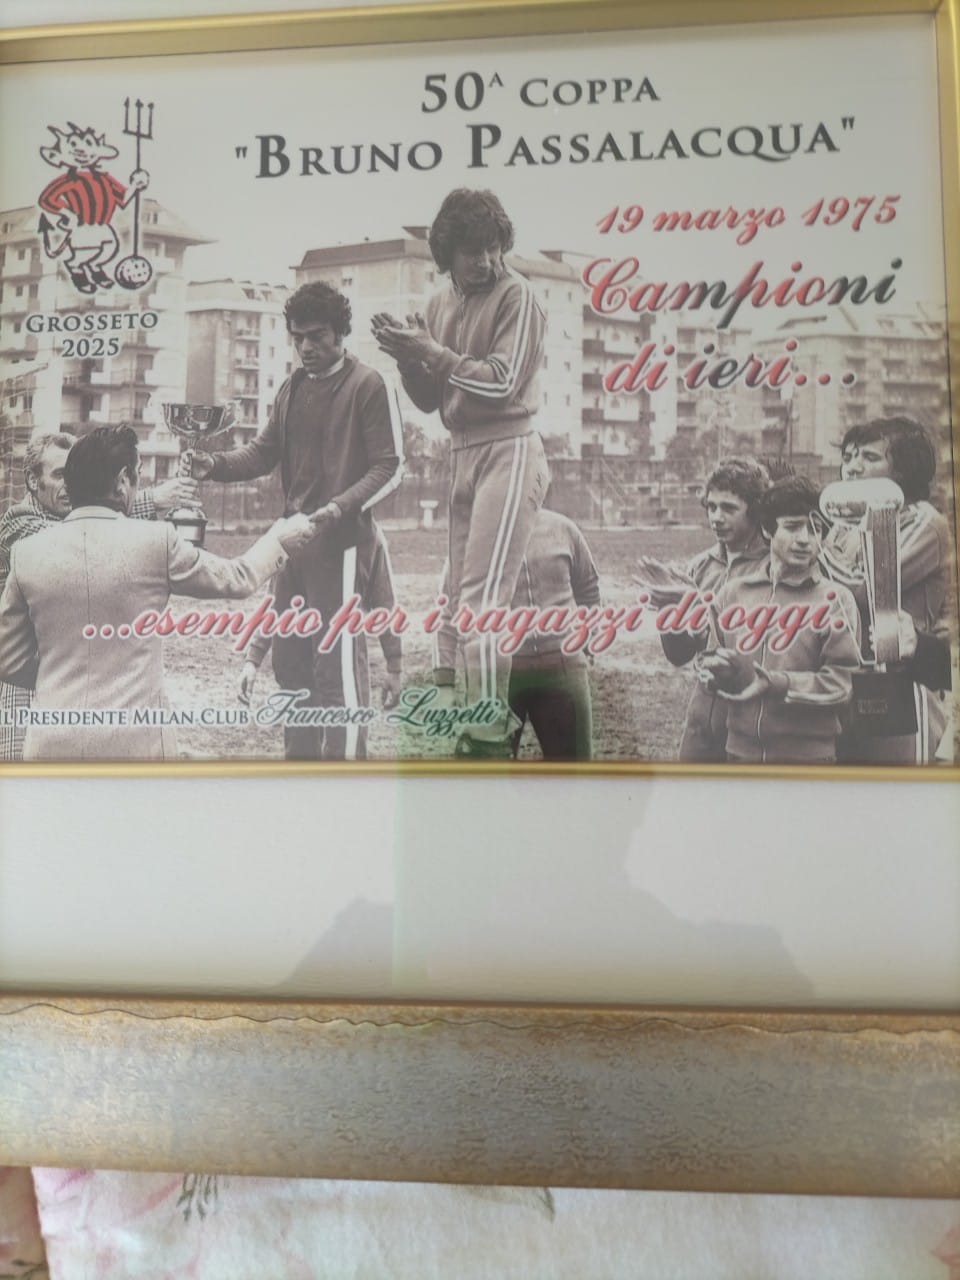 50ᴬ COPPA
"BRUNO PASSALACQUA"
19 marzo 1975
Campioni
di ieri...
GROSSETO
2025
...esempio per i ragazzi di oggi.
IL PRESIDENTE MILAN CLUB Francesco Luzzetti